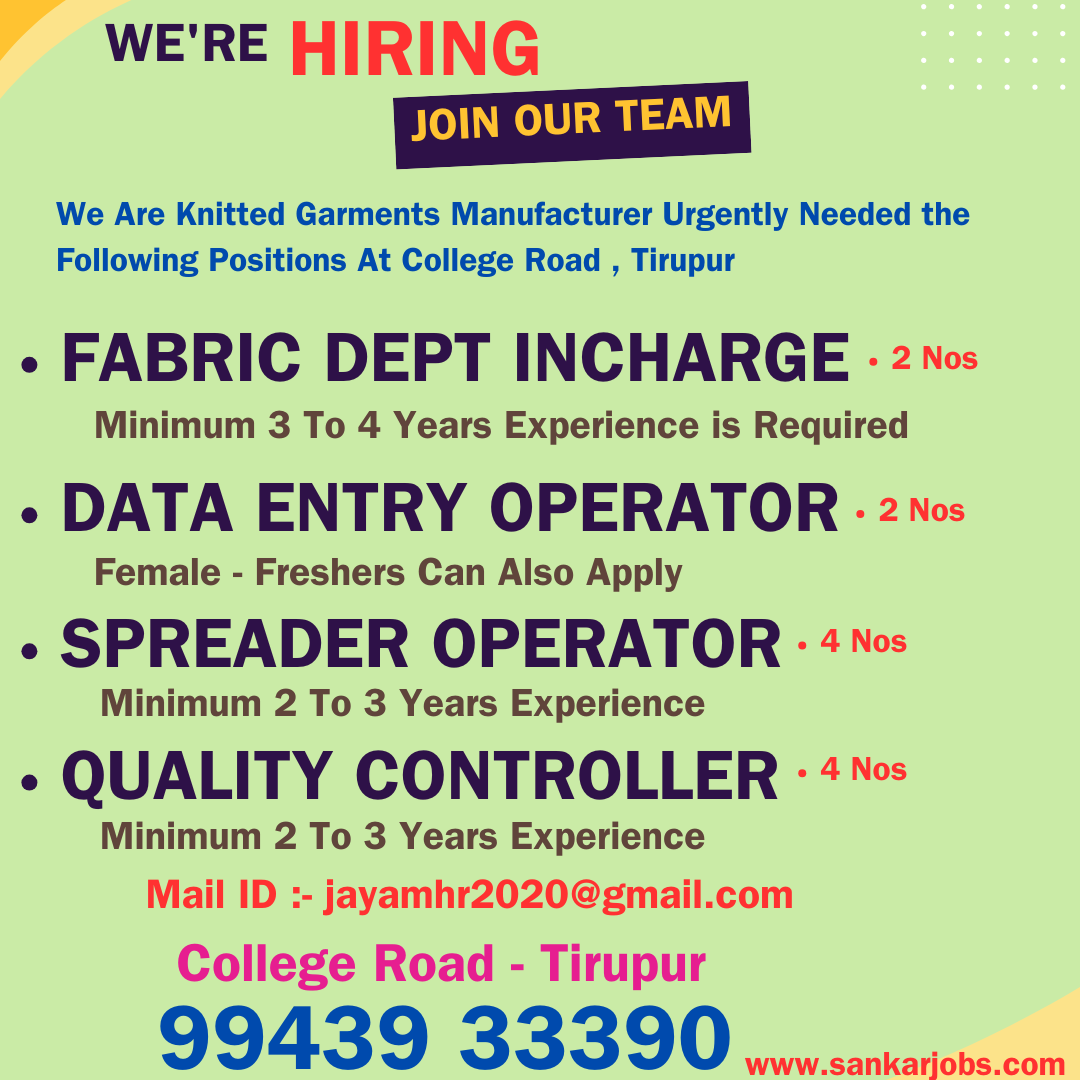 WE'RE HIRING
JOIN OUR TEAM
We Are Knitted Garments Manufacturer Urgently Needed the
Following Positions At College Road , Tirupur
• FABRIC DEPT INCHARGE • 2 Nos
Minimum 3 To 4 Years Experience is Required
• DATA ENTRY OPERATOR • 2 Nos
Female - Freshers Can Also Apply
• SPREADER OPERATOR • 4 Nos
Minimum 2 To 3 Years Experience
• QUALITY CONTROLLER • 4 Nos
Minimum 2 To 3 Years Experience
Mail ID :- jayamhr2020@gmail.com
College Road - Tirupur
99439 33390
www.sankarjobs.com